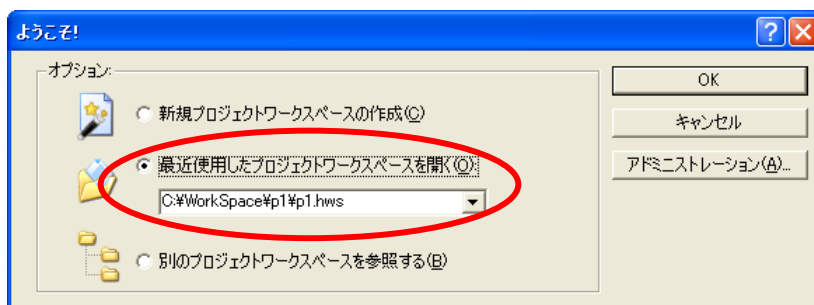 ようこそ!
オプション:
新規プロジェクトワークスペースの作成(C)
最近使用したプロジェクトワークスペースを開く(O):
C:¥WorkSpace¥p1¥p1.hws
別のプロジェクトワークスペースを参照する(B)
OK
キャンセル
アドミニストレーション(A)...